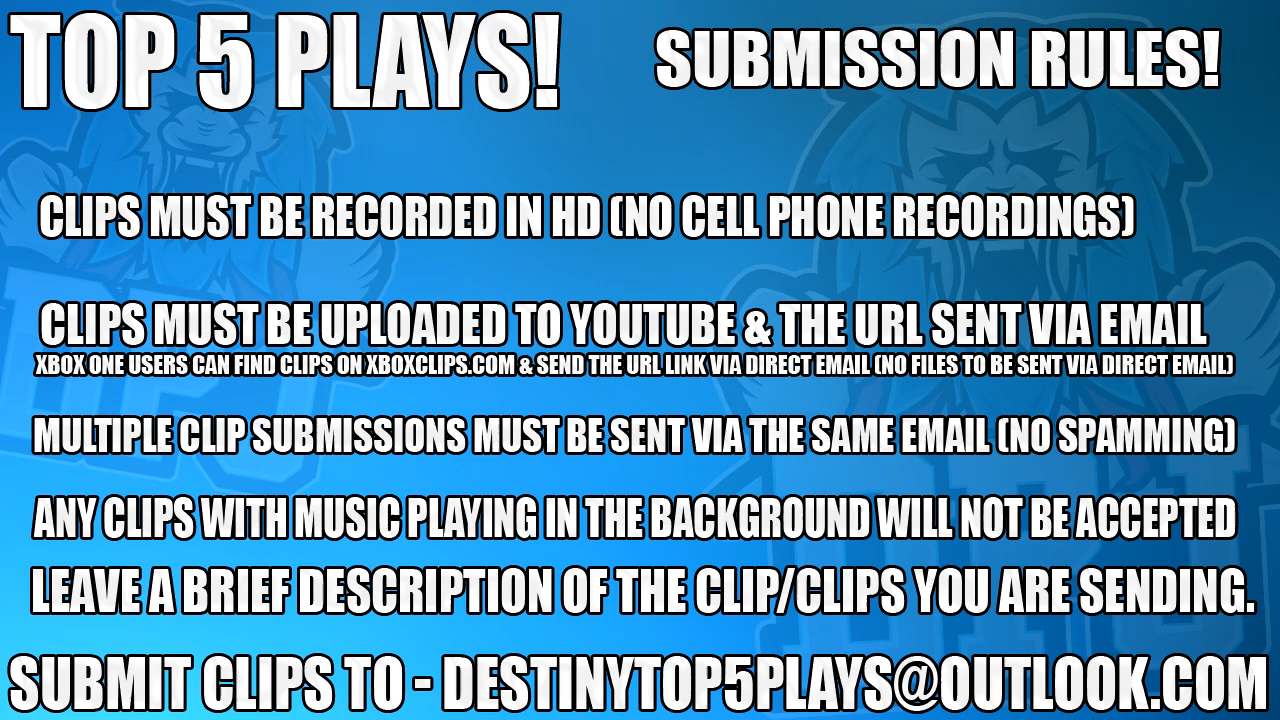 TOP 5 PLAYS!
SUBMISSION RULES!
CLIPS MUST BE RECORDED IN HD (NO CELL PHONE RECORDINGS)
CLIPS MUST BE UPLOADED TO YOUTUBE & THE URL SENT VIA EMAIL
XBOX ONE USERS CAN FIND CLIPS ON XBOXCLIPS.COM & SEND THE URL LINK VIA DIRECT EMAIL (NO FILES TO BE SENT VIA DIRECT EMAIL)
MULTIPLE CLIP SUBMISSIONS MUST BE SENT VIA THE SAME EMAIL (NO SPAMMING)
ANY CLIPS WITH MUSIC PLAYING IN THE BACKGROUND WILL NOT BE ACCEPTED
LEAVE A BRIEF DESCRIPTION OF THE CLIP/CLIPS YOU ARE SENDING.
SUBMIT CLIPS TO - DESTINYTOP5PLAYS@OUTLOOK.COM